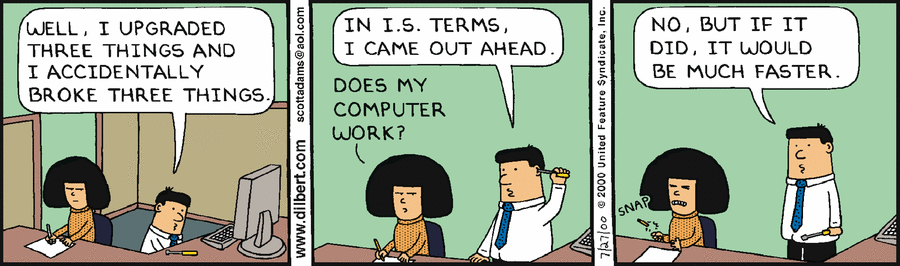 WELL, I UPGRADED
THREE THINGS AND
I ACCIDENTALLY
BROKE THREE THINGS.
www.dilbert.com
scottadams@aol.com
IN I.S. TERMS,
I CAME OUT AHEAD.
DOES MY
COMPUTER
WORK?
7/27/00 © 2000 United Feature Syndicate, Inc.
NO, BUT IF IT
DID, IT WOULD
BE MUCH FASTER.
SNAP